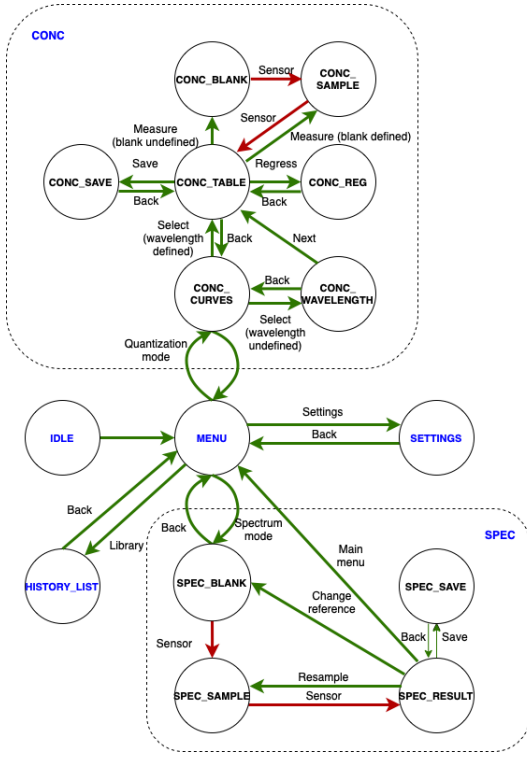 CONC
CONC_BLANK
Sensor
CONC_
SAMPLE
Sensor
Measure
(blank undefined)
Measure (blank defined)
CONC_SAVE
Save
Back
CONC_TABLE
Regress
Back
CONC_REG
Select
(wavelength
defined)
Back
Next
CONC_
CURVES
Back
CONC_
WAVELENGTH
Select
(wavelength
undefined)
Quantization
mode
IDLE
MENU
Settings
Back
SETTINGS
Back
Library
HISTORY_LIST
Back
Spectrum
mode
SPEC
Main
menu
SPEC_BLANK
Change
reference
SPEC_SAVE
Sensor
Back
Save
Resample
SPEC_SAMPLE
Sensor
SPEC_RESULT